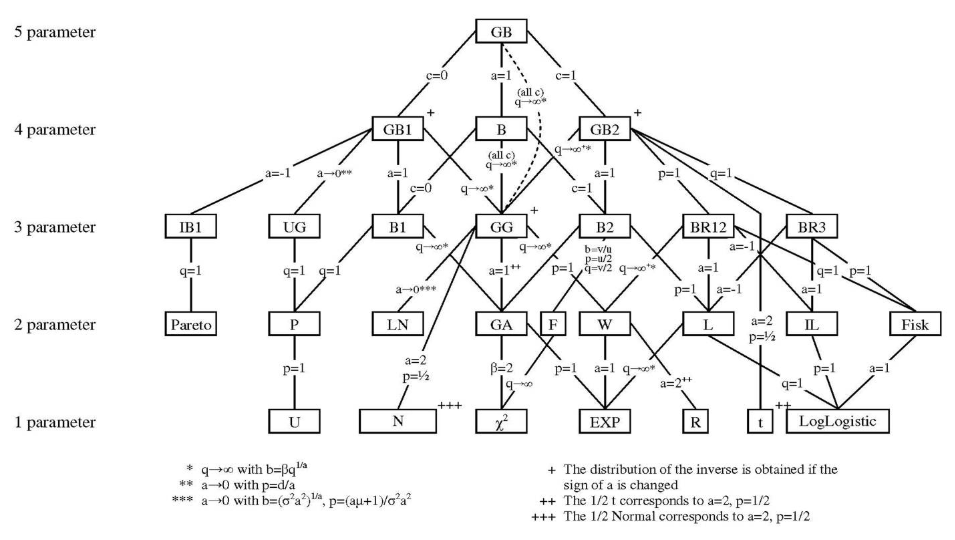 5 parameter
GB
c=0
a=1
c=1
(all c)
q→∞*
4 parameter
GB1
+
B
GB2
+
a=-1
a→0**
a=1
c=0
q→∞*
(all c)
q→∞*
c=1
q→∞⁺*
a=1
p=1
q=1
3 parameter
IB1
UG
B1
GG
+
B2
BR12
BR3
q=1
q=1
q=1
q→∞*
a→0***
a=1⁺⁺
q→∞*
p=1
b=v/u
p=u/2
q=v/2
q→∞⁺*
p=1
a=1
a=-1
a=-1
a=1
q=1
p=1
2 parameter
Pareto
P
LN
GA
F
W
L
IL
Fisk
p=1
a=2
p=½
β=2
q→∞
p=1
a=1
q→∞*
a=2⁺⁺
a=2
p=½
q=1
p=1
a=1
1 parameter
U
N
+++
χ²
EXP
R
t
++
LogLogistic
* q→∞ with b=βq^1/a
** a→0 with p=d/a
*** a→0 with b=(σ²a²)^1/a, p=(aμ+1)/σ²a²
+ The distribution of the inverse is obtained if the
sign of a is changed
++ The 1/2 t corresponds to a=2, p=1/2
+++ The 1/2 Normal corresponds to a=2, p=1/2